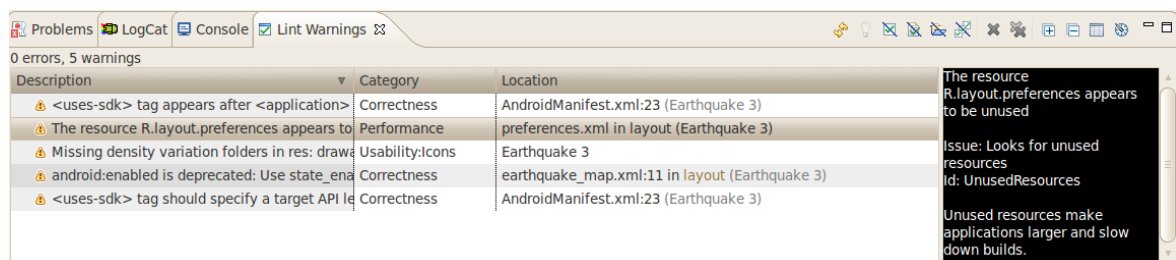 Problems LogCat Console Lint Warnings
0 errors, 5 warnings
Description Category Location
<uses-sdk> tag appears after <application> Correctness AndroidManifest.xml:23 (Earthquake 3)
The resource R.layout.preferences appears to Performance preferences.xml in layout (Earthquake 3)
Missing density variation folders in res: drawa Usability:Icons Earthquake 3
android:enabled is deprecated: Use state_ena Correctness earthquake_map.xml:11 in layout (Earthquake 3)
<uses-sdk> tag should specify a target API le Correctness AndroidManifest.xml:23 (Earthquake 3)
The resource
R.layout.preferences appears
to be unused
Issue: Looks for unused
resources
Id: UnusedResources
Unused resources make
applications larger and slow
down builds.